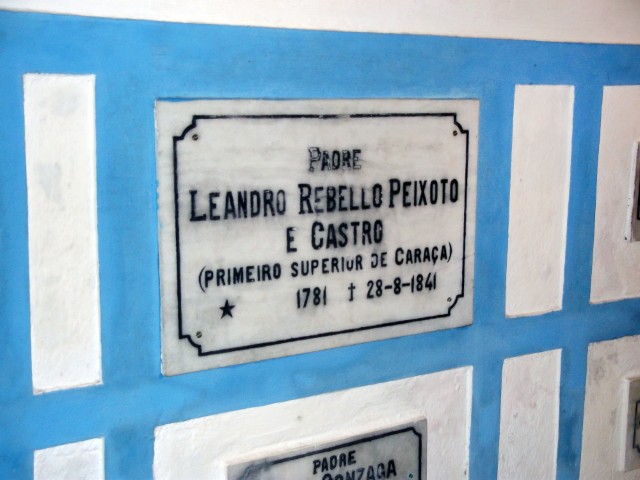 PADRE
LEANDRO REBELLO PEIXOTO
E CASTRO
(PRIMEIRO SUPERIOR DE CARAÇA)
★ 1781 † 28-8-1841
PADRE
GONZAGA